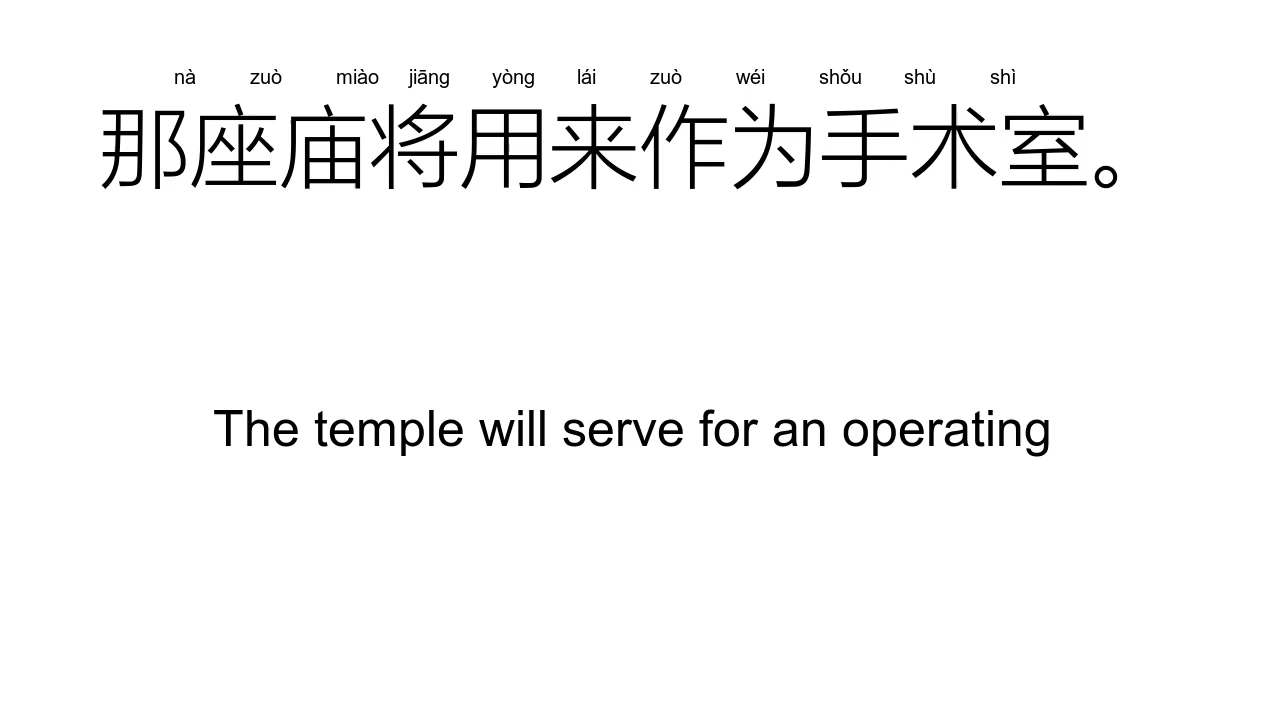 nà zuò miào jiāng yòng lái zuò wéi shǒu shù shì
那座庙将用来作为手术室。
The temple will serve for an operating